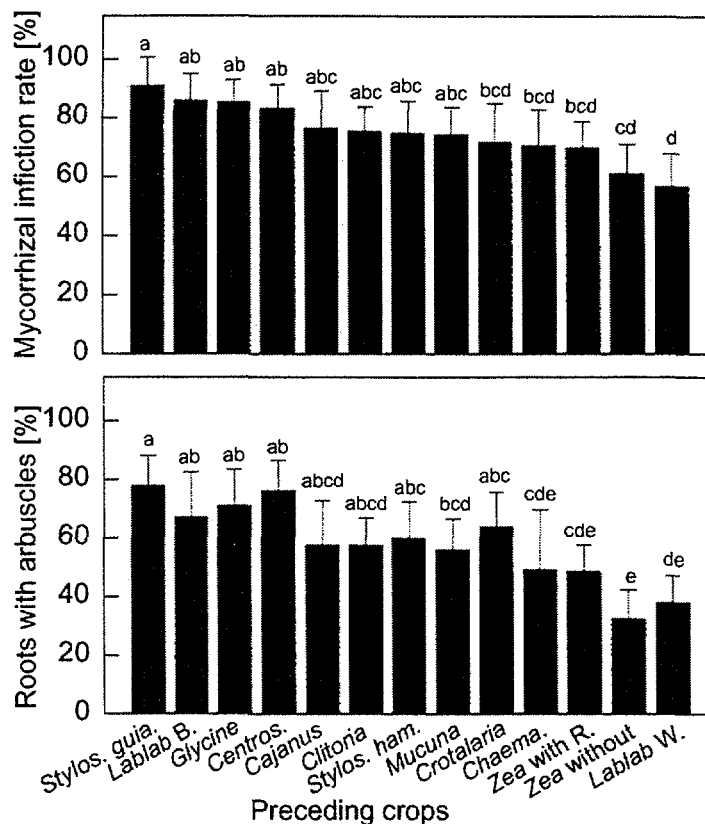 Mycorrhizal infiction rate [%]
100
80
60
40
20
0
a ab ab ab abc abc abc abc bcd bcd bcd cd d
Roots with arbuscles [%]
100
80
60
40
20
0
a ab ab ab abcd abcd abc bcd abc cde cde e de
Stylos. guia.
Lablab B.
Glycine
Centros.
Cajanus
Clitoria
Stylos. ham.
Mucuna
Crotalaria
Chaema.
Zea with R.
Zea without
Lablab W.
Preceding crops